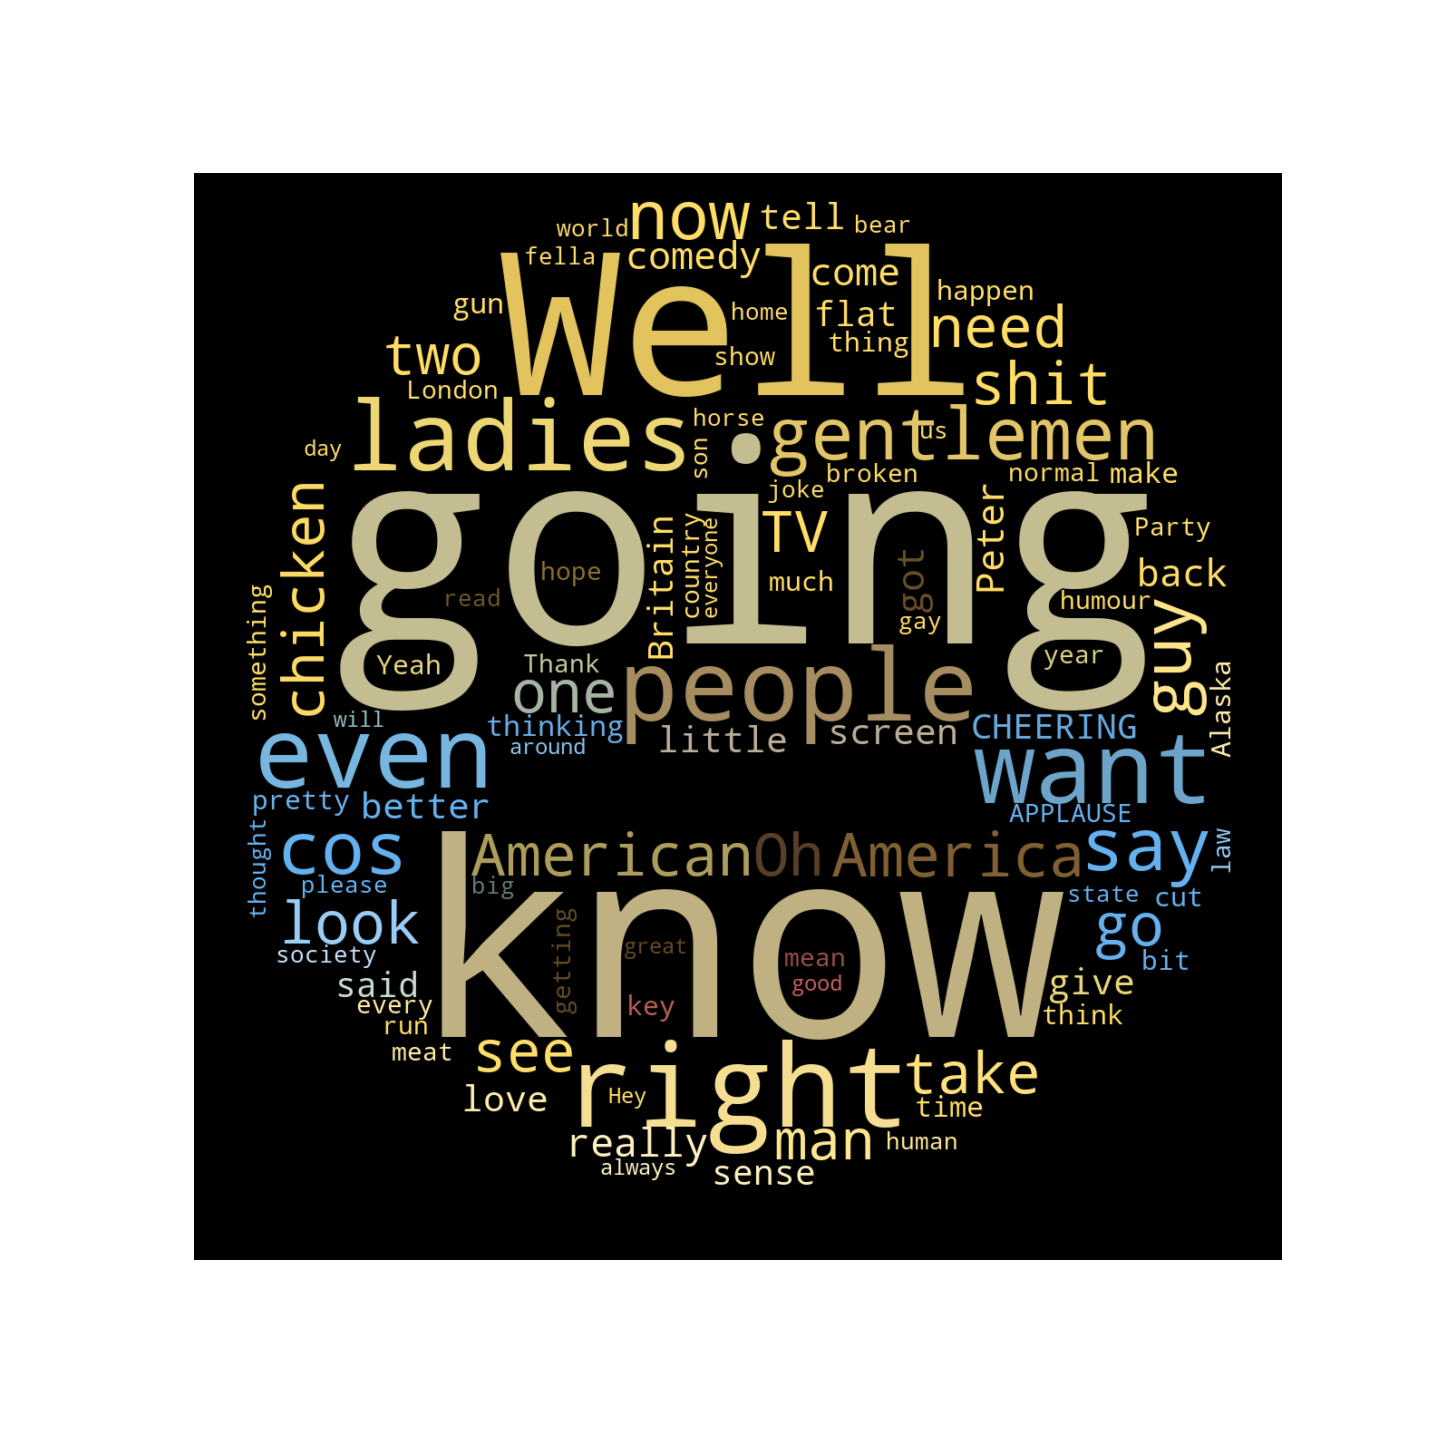 now tell
world bear
Well
fella comedy come
happen
gun home flat need
thing
two show shit
London
ladies horse gentlemen
us
day son broken normal make
joke
going
chicken TV Peter Party
Britain country everyone
hope much got back
read humour
something gay guy
Yeah Thank year
one people Alaska
will thinking little screen CHEERING
around
even want
pretty better APPLAUSE
thought cos American Oh America say law
please big state cut
know
look getting great go
society mean bit
said good give
every key think
run
meat see right take
love Hey time
really man human
always sense